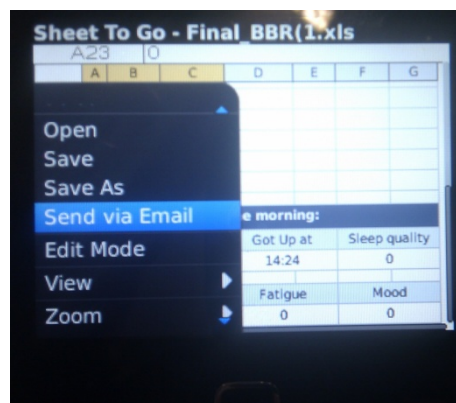 Sheet To Go - Final_BBR(1.xls
A23 0
A B C D E F G
Open
Save
Save As
Send via Email
e morning:
Edit Mode
Got Up at Sleep quality
14:24 0
View
Fatigue Mood
Zoom
0 0